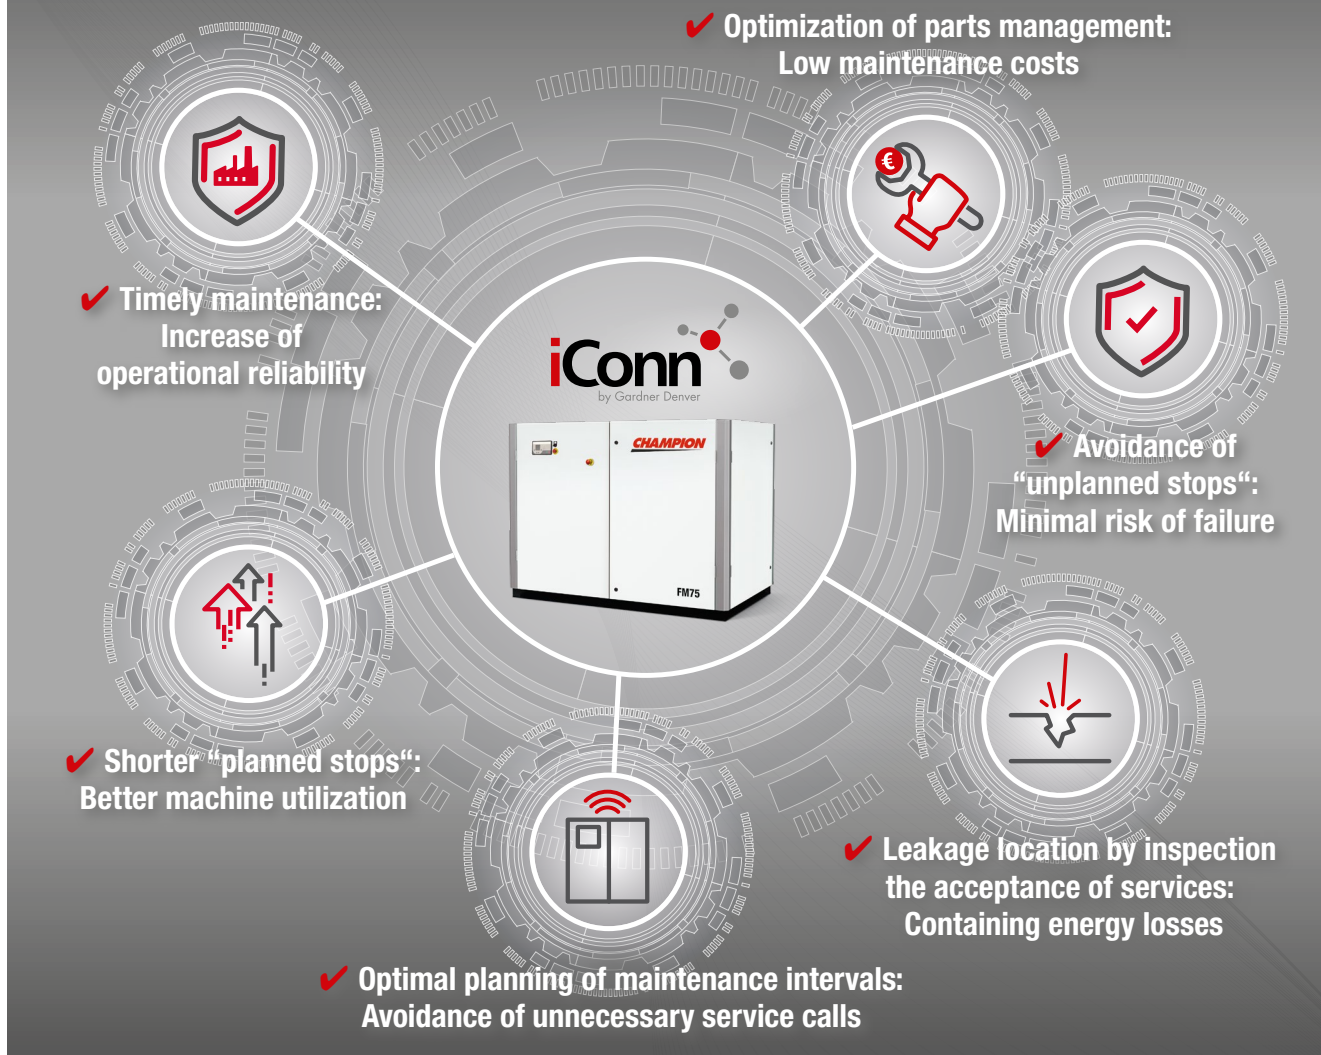 ✔ Optimization of parts management:
Low maintenance costs
€
✔ Timely maintenance:
Increase of
operational reliability
iConn
by Gardner Denver
CHAMPION
FM75
✔ Avoidance of
“unplanned stops“:
Minimal risk of failure
✔ Shorter “planned stops“:
Better machine utilization
✔ Leakage location by inspection
the acceptance of services:
Containing energy losses
✔ Optimal planning of maintenance intervals:
Avoidance of unnecessary service calls